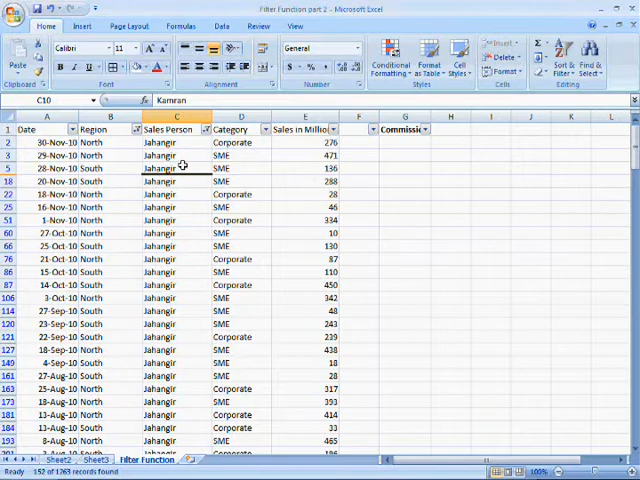 Filter Function part 2 - Microsoft Excel
Home Insert Page Layout Formulas Data Review View
Calibri 11 A A General Insert Σ
Paste B I U A $ % , Conditional Formatting Format as Table Cell Styles Delete Format Sort & Filter Find & Select
Clipboard Font Alignment Number Styles Cells Editing
C10 fx Kamran
A B C D E F G H I J K L
1 Date Region Sales Person Category Sales in Million Commissio
2 30-Nov-10 North Jahangir Corporate 276
3 29-Nov-10 North Jahangir SME 471
5 28-Nov-10 South Jahangir SME 136
18 20-Nov-10 North Jahangir SME 288
22 18-Nov-10 North Jahangir Corporate 28
25 16-Nov-10 North Jahangir SME 46
51 1-Nov-10 North Jahangir Corporate 334
60 27-Oct-10 North Jahangir SME 10
66 25-Oct-10 South Jahangir SME 130
76 21-Oct-10 North Jahangir Corporate 87
86 15-Oct-10 South Jahangir SME 110
87 14-Oct-10 South Jahangir Corporate 450
106 3-Oct-10 North Jahangir SME 342
114 27-Sep-10 South Jahangir SME 48
120 23-Sep-10 South Jahangir SME 243
121 22-Sep-10 South Jahangir Corporate 239
127 18-Sep-10 North Jahangir SME 438
149 4-Sep-10 North Jahangir SME 18
161 27-Aug-10 South Jahangir SME 28
163 25-Aug-10 North Jahangir Corporate 317
173 18-Aug-10 North Jahangir SME 393
181 13-Aug-10 North Jahangir Corporate 414
184 13-Aug-10 South Jahangir Corporate 33
193 8-Aug-10 North Jahangir SME 465
Sheet2 Sheet3 Filter Function
Ready 152 of 1263 records found 100%